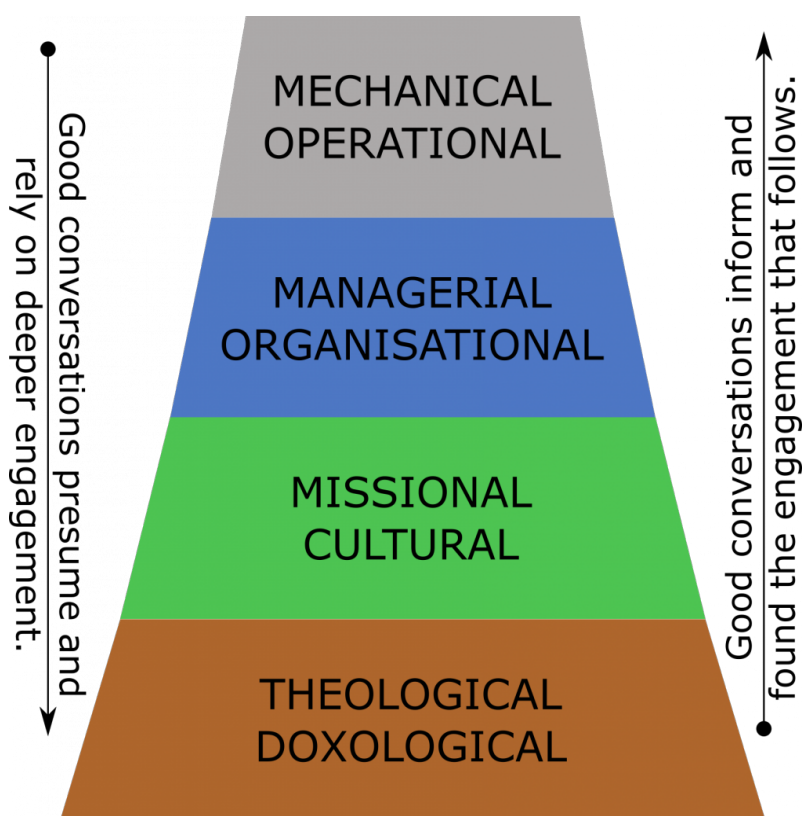 Good conversations presume and
rely on deeper engagement.
MECHANICAL
OPERATIONAL
MANAGERIAL
ORGANISATIONAL
MISSIONAL
CULTURAL
THEOLOGICAL
DOXOLOGICAL
Good conversations inform and
found the engagement that follows.